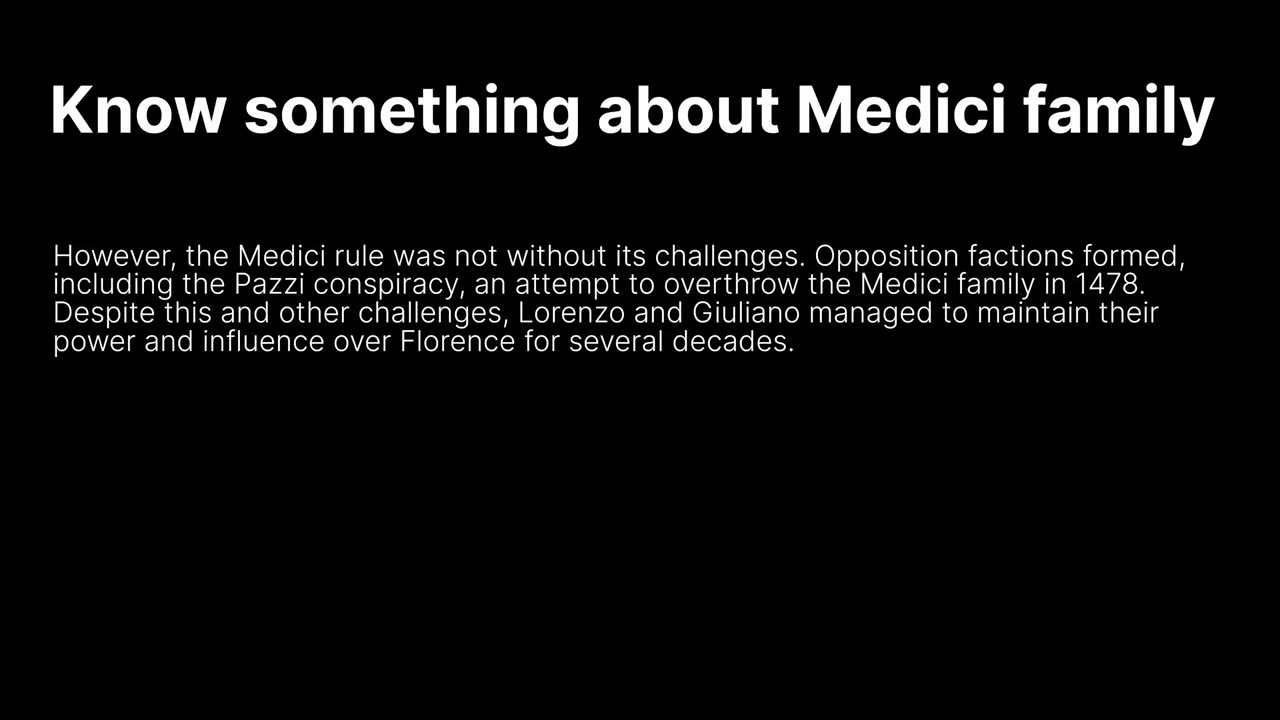 Know something about Medici family
However, the Medici rule was not without its challenges. Opposition factions formed,
including the Pazzi conspiracy, an attempt to overthrow the Medici family in 1478.
Despite this and other challenges, Lorenzo and Giuliano managed to maintain their
power and influence over Florence for several decades.